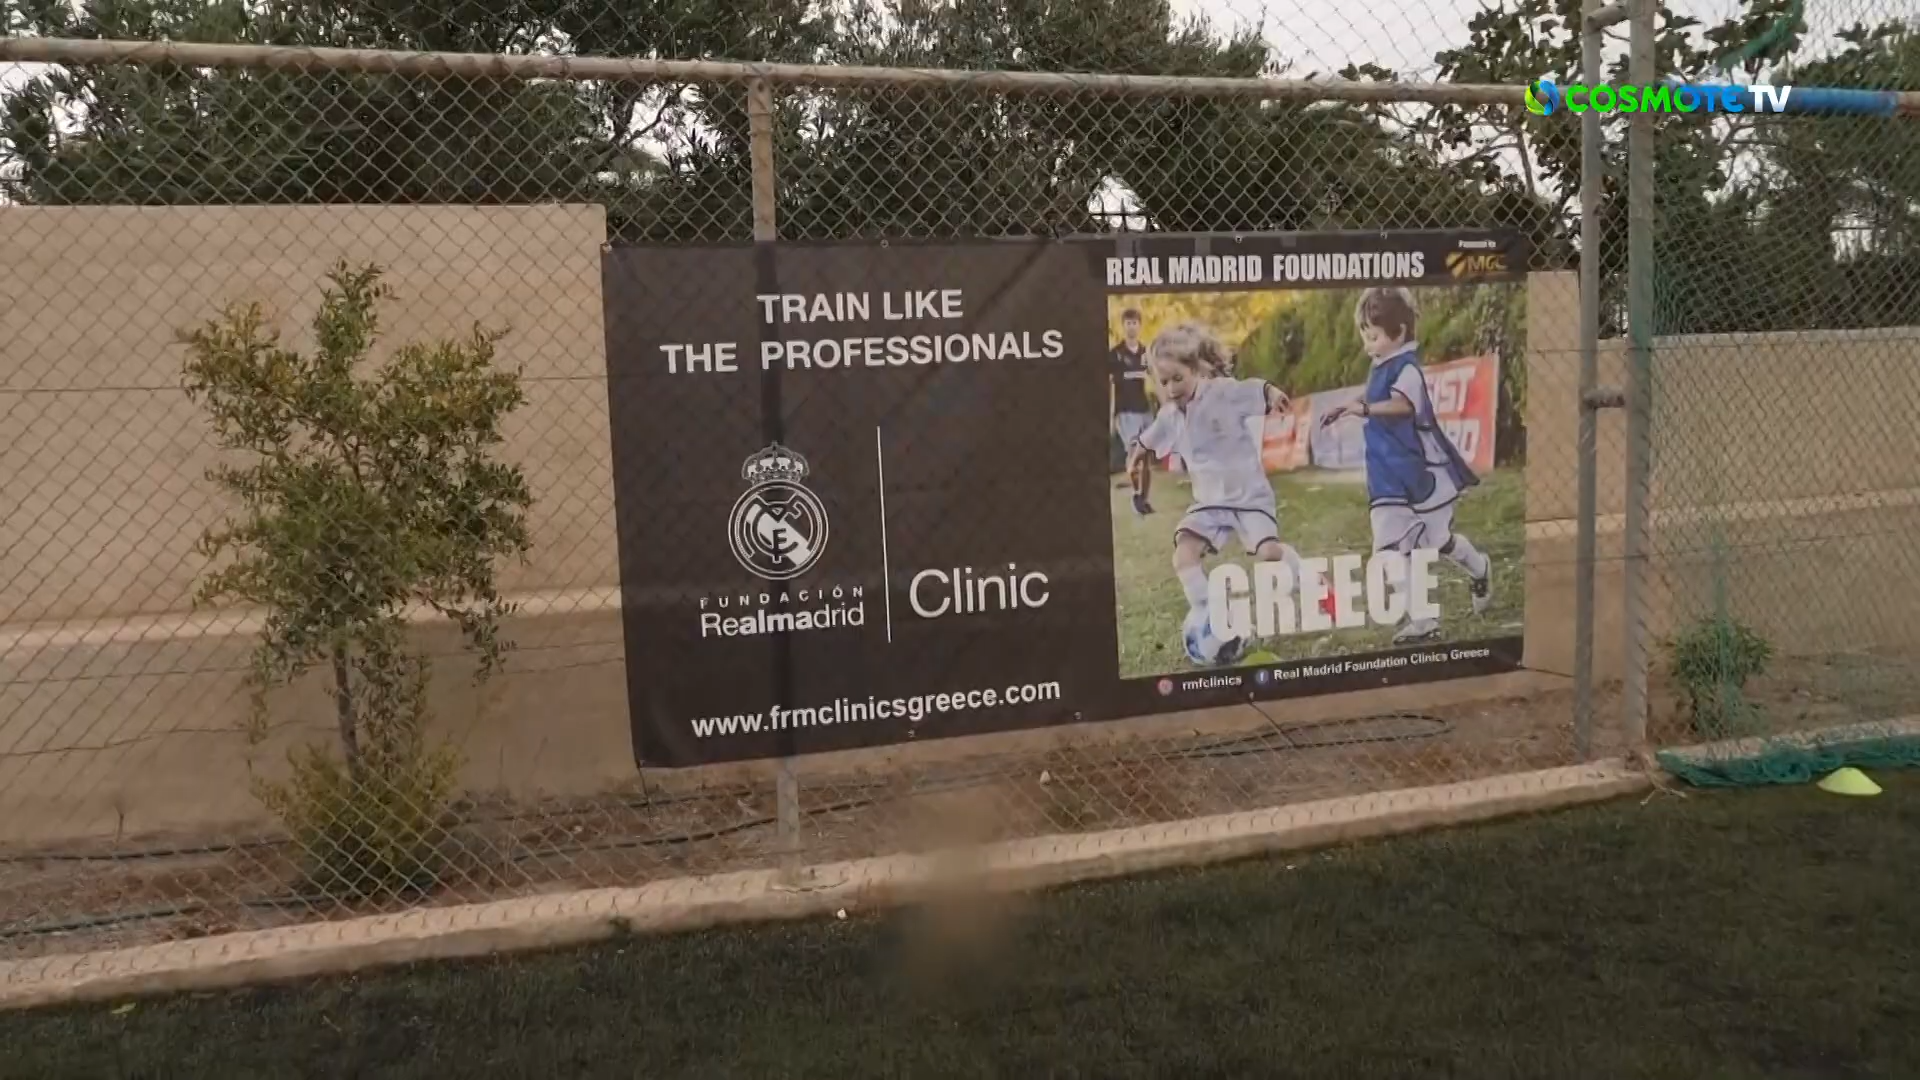 COSMOTE TV
TRAIN LIKE
THE PROFESSIONALS
FUNDACIÓN
Realmadrid
Clinic
www.frmclinicsgreece.com
REAL MADRID FOUNDATIONS
MGC
GREECE
rmfclinics
Real Madrid Foundation Clinics Greece